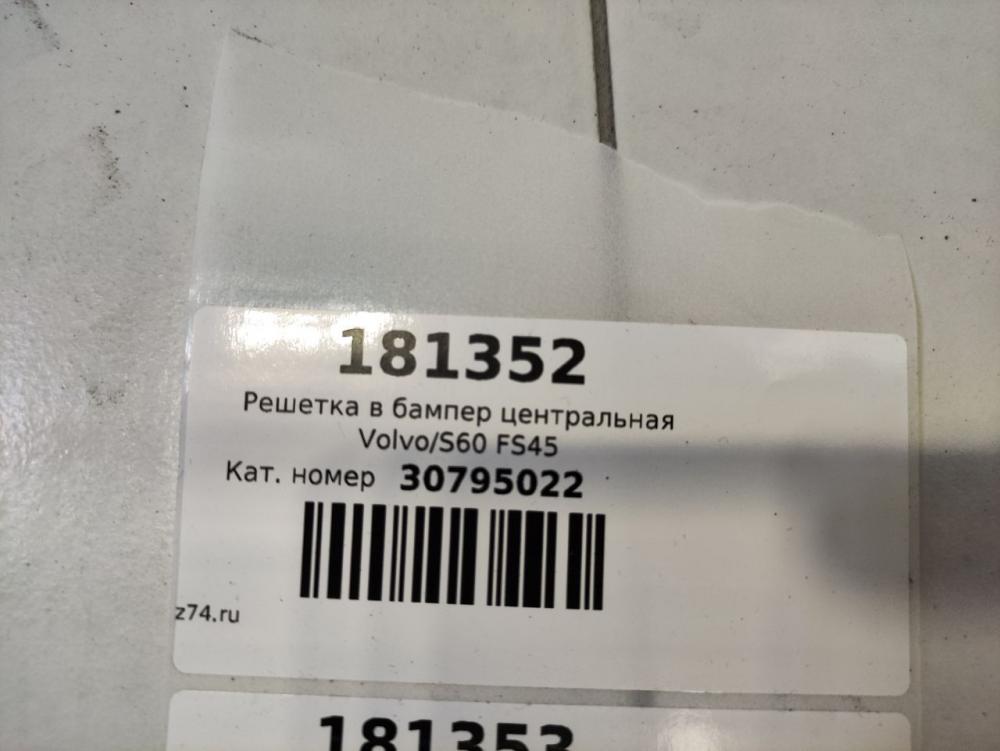 181352
Решетка в бампер центральная
Volvo/S60 FS45
Кат. номер 30795022
z74.ru
181353